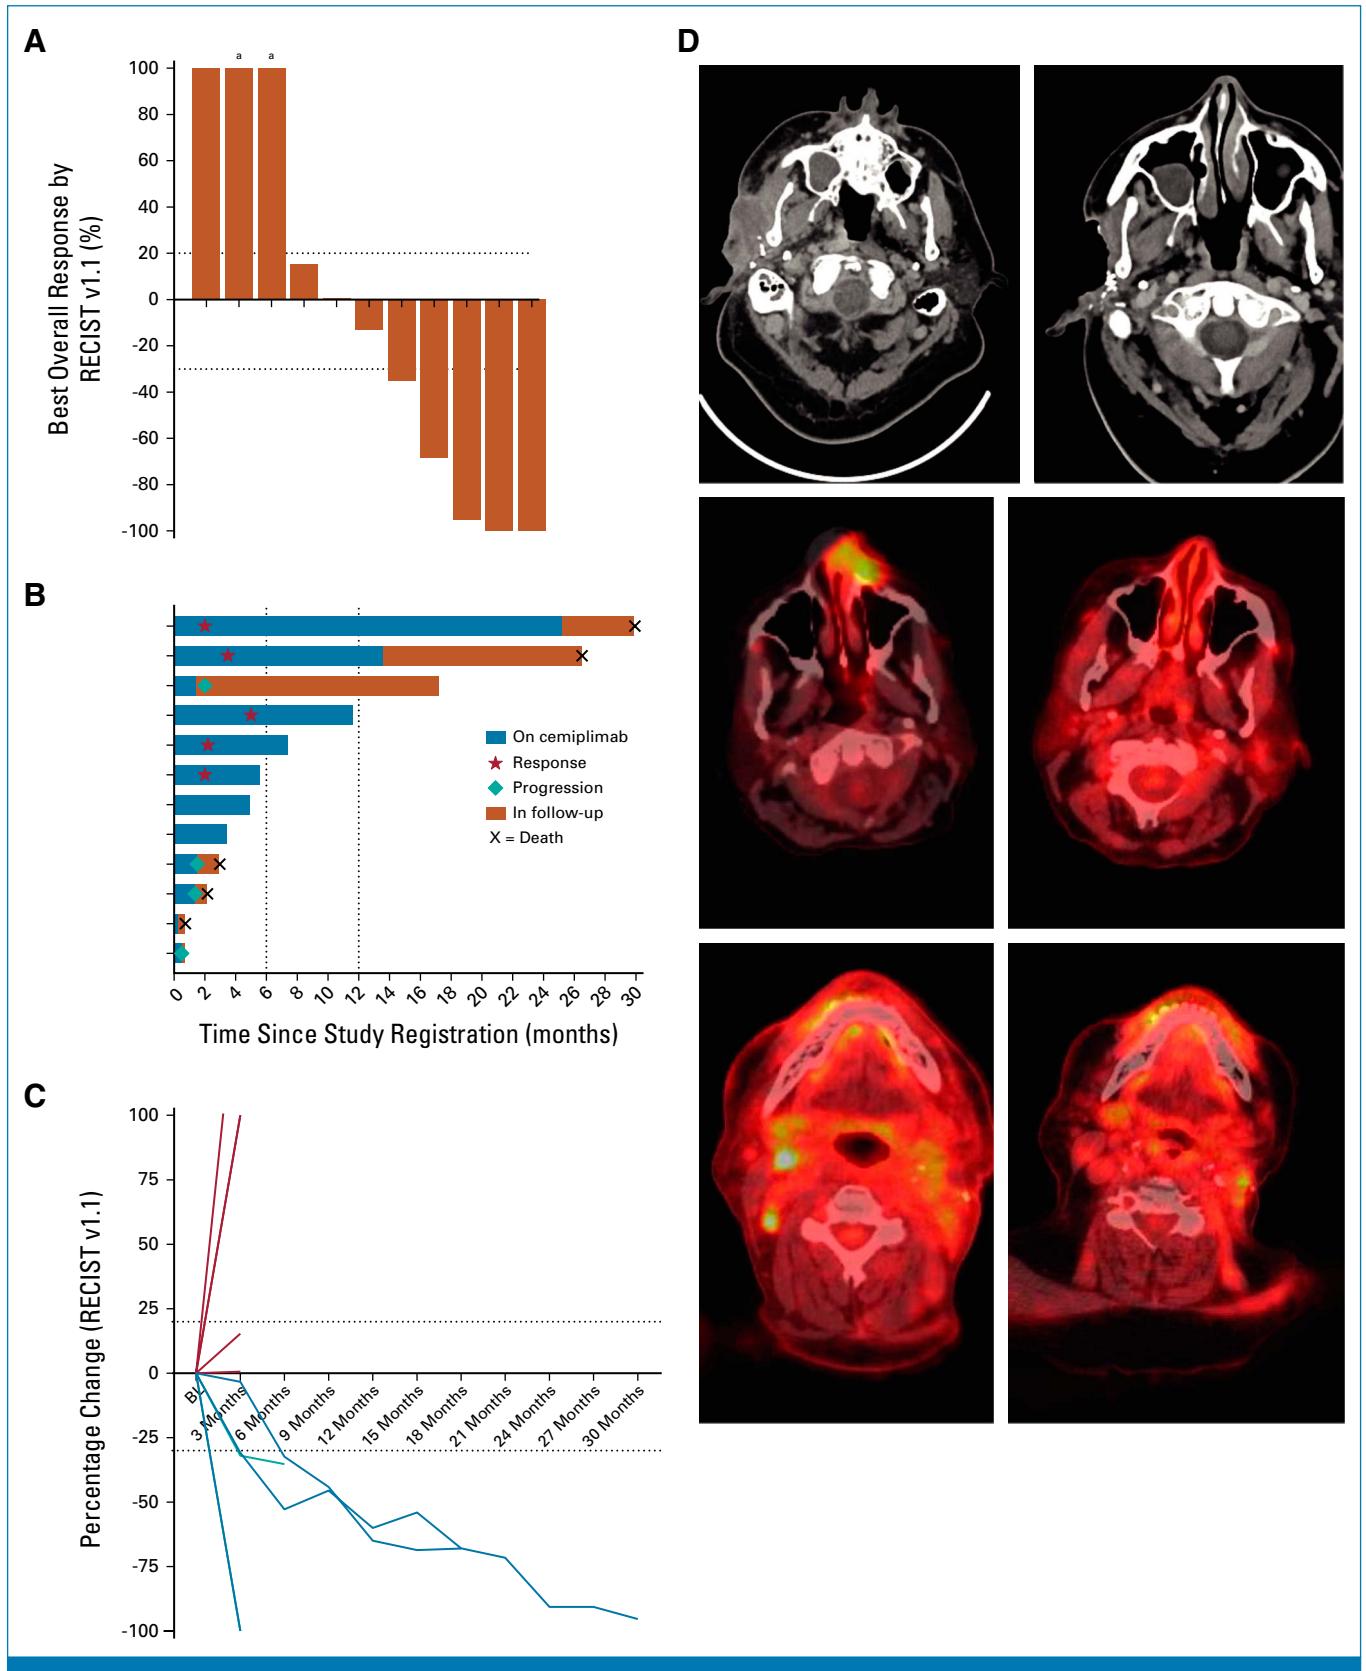 A
a a
100
80
60
40
20
0
-20
-40
-60
-80
-100
Best Overall Response by
RECIST v1.1 (%)
B
On cemiplimab
Response
Progression
In follow-up
X = Death
0 2 4 6 8 10 12 14 16 18 20 22 24 26 28 30
Time Since Study Registration (months)
C
100
75
50
25
0
-25
-50
-75
-100
Percentage Change (RECIST v1.1)
BL
3 Months
6 Months
9 Months
12 Months
15 Months
18 Months
21 Months
24 Months
27 Months
30 Months
D